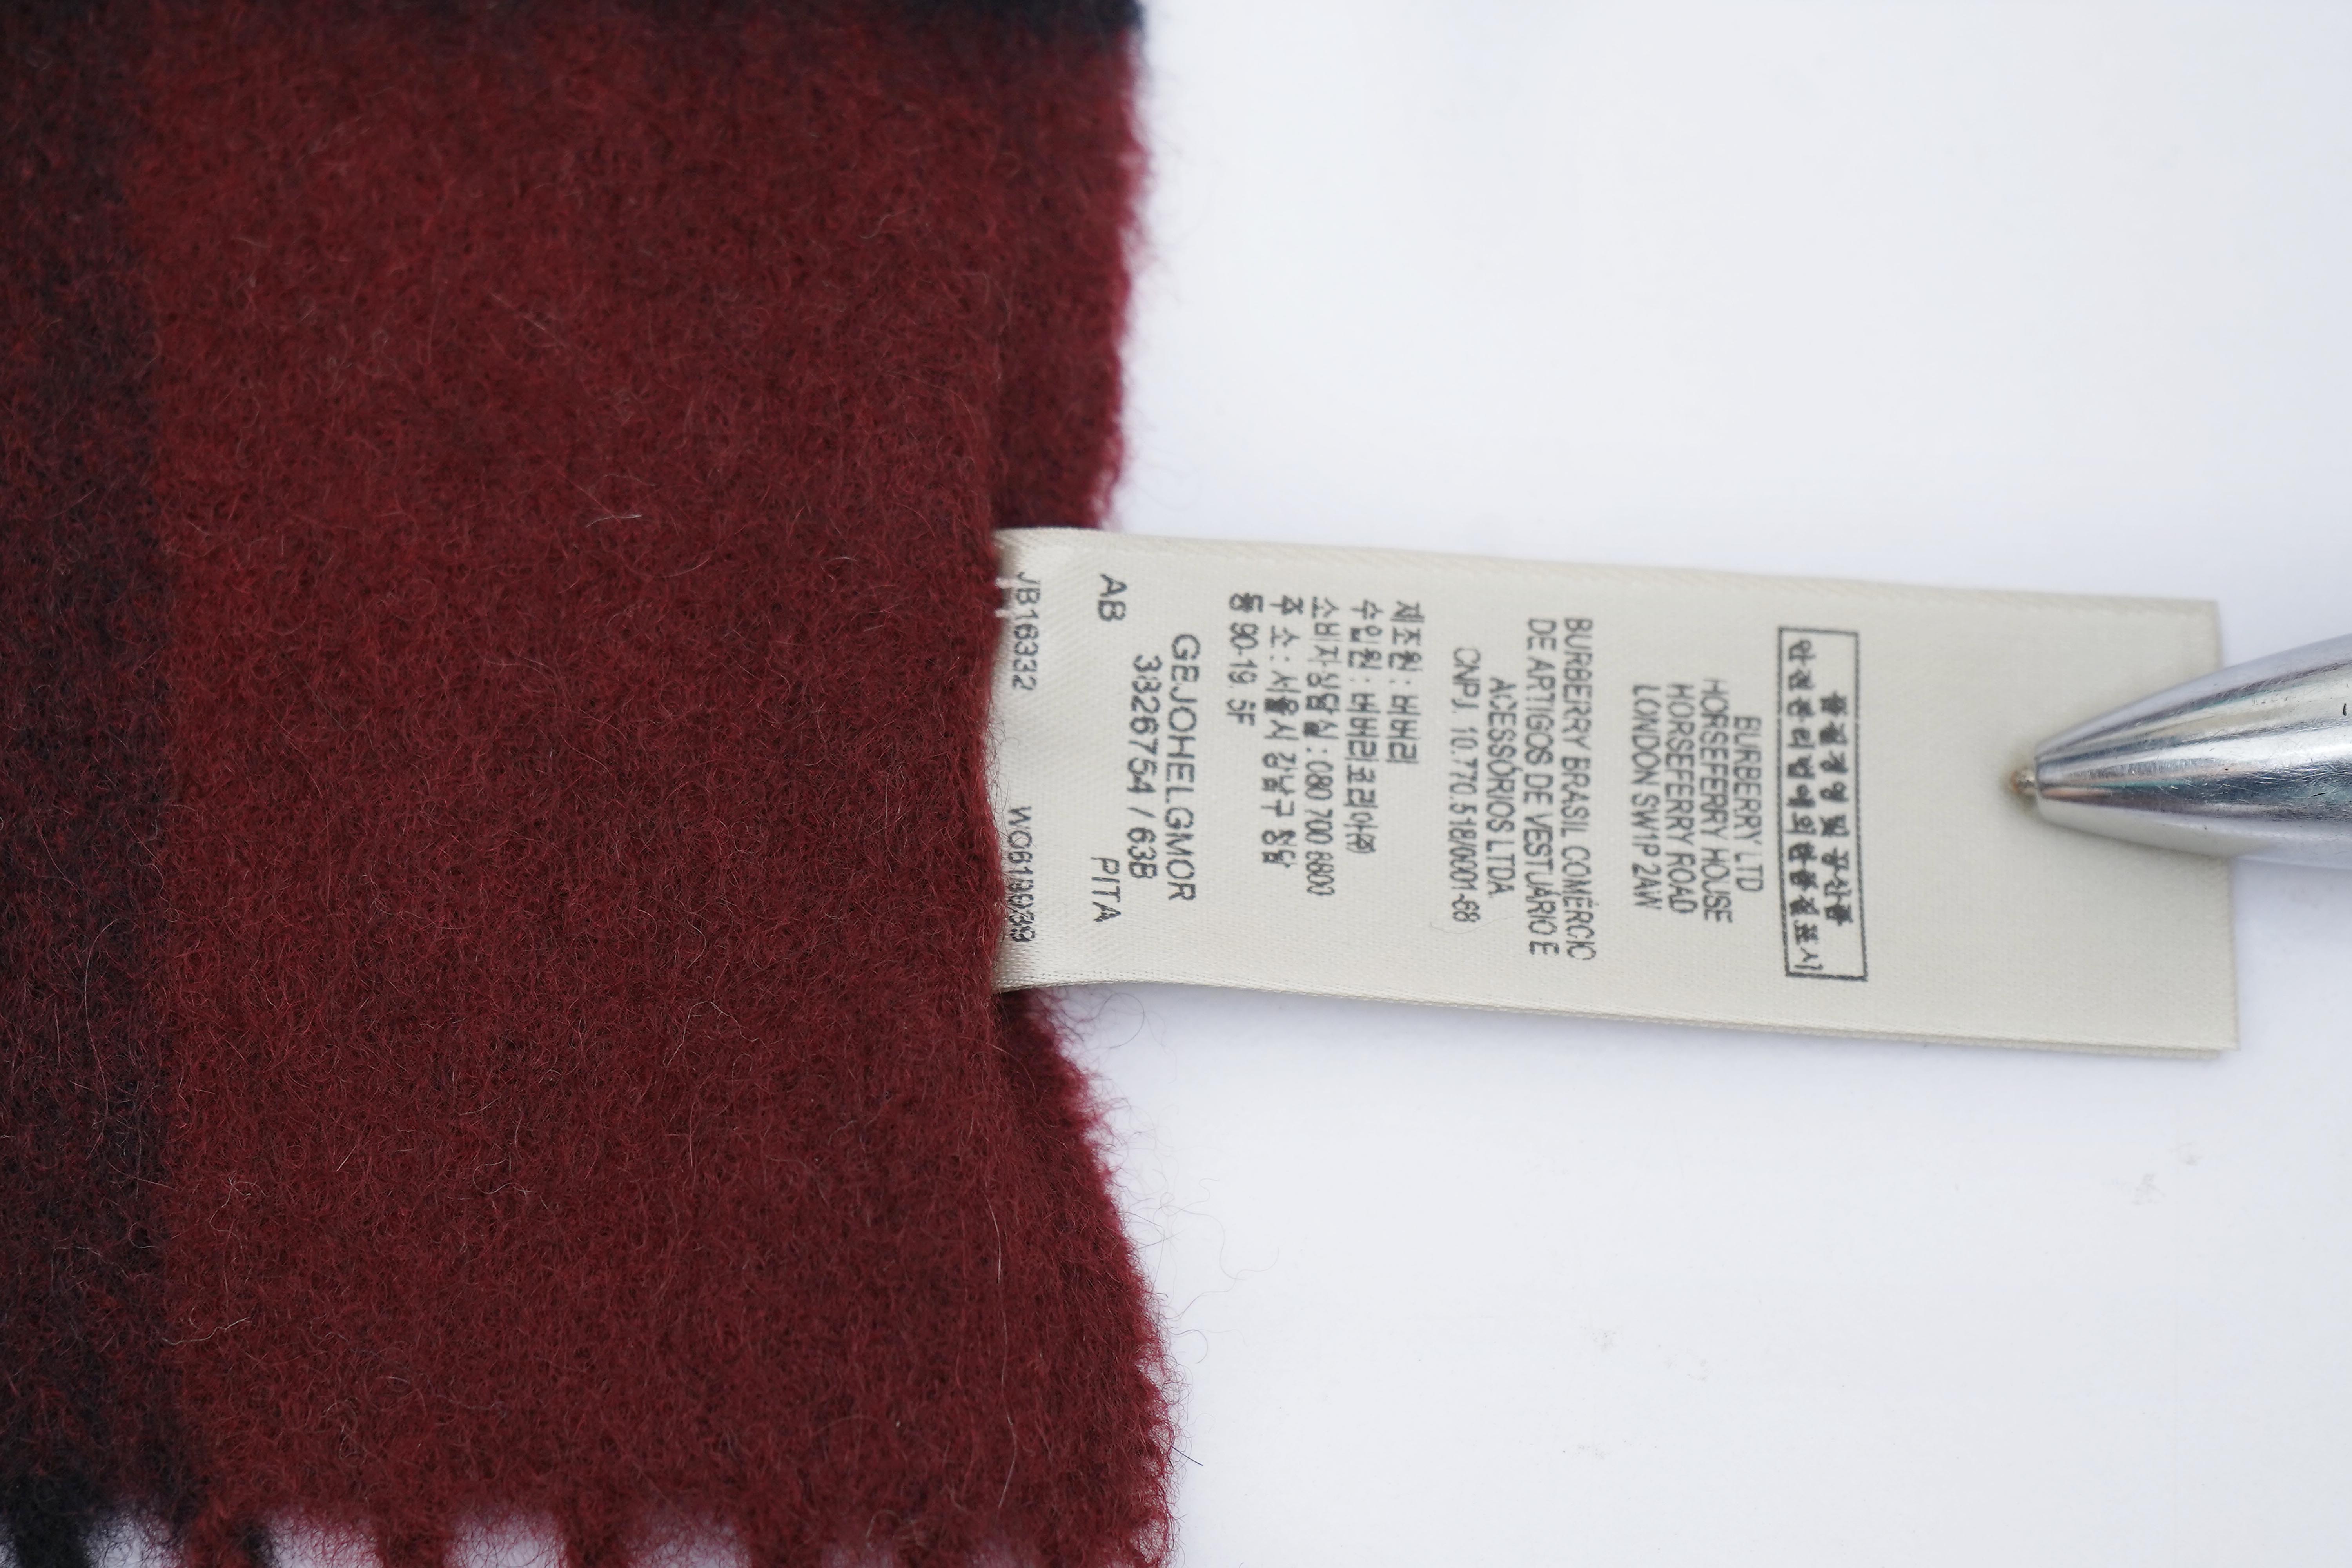 품질경영 및 공산품
안전관리법에의한품질표시
BURBERRY LTD
HORSEFERRY HOUSE
HORSEFERRY ROAD
LONDON SW1P 2AW
BURBERRY BRASIL COMÉRCIO
DE ARTIGOS DE VESTUÁRIO E
ACESSÓRIOS LTDA
CNPJ. 10.770.518/0001-68
제조원 : 버버리
수입원 : 버버리코리아㈜
소비자상담실 : 080 700 8800
주 소 : 서울시 강남구 청담
동 90-19. 5F
GEJOHELGMOR
3826754 / 63B
AB PITA
JB16332